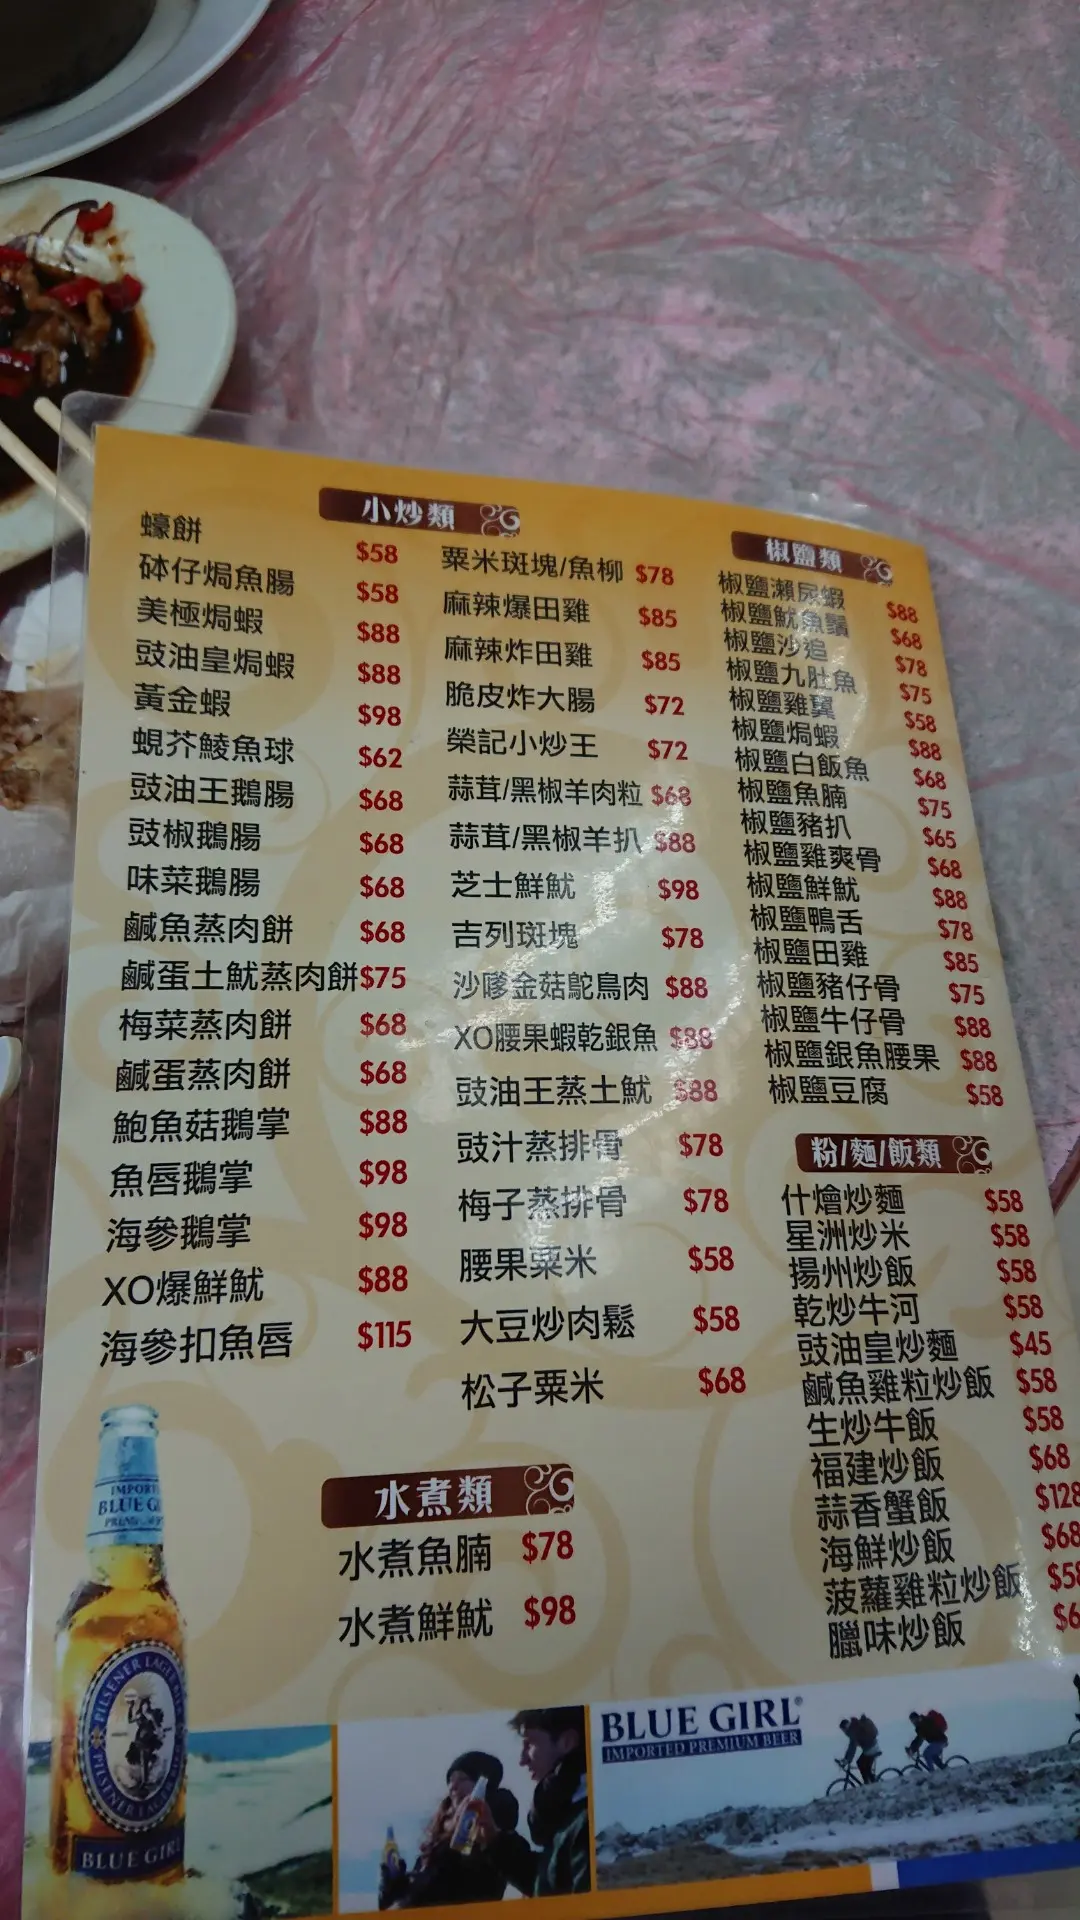 小炒類
蠔餅 $58
砵仔焗魚腸 $58
美極焗蝦 $88
豉油皇焗蝦 $88
黃金蝦 $98
蜆芥鯪魚球 $62
豉油王鵝腸 $68
豉椒鵝腸 $68
味菜鵝腸 $68
鹹魚蒸肉餅 $68
鹹蛋土魷蒸肉餅 $75
梅菜蒸肉餅 $68
鹹蛋蒸肉餅 $68
鮑魚菇鵝掌 $88
魚唇鵝掌 $98
海參鵝掌 $98
XO爆鮮魷 $88
海參扣魚唇 $115
粟米斑塊/魚柳 $78
麻辣爆田雞 $85
麻辣炸田雞 $85
脆皮炸大腸 $72
榮記小炒王 $72
蒜茸/黑椒羊肉粒 $68
蒜茸/黑椒羊扒 $88
芝士鮮魷 $98
吉列斑塊 $78
沙嗲金菇鴕鳥肉 $88
XO腰果蝦乾銀魚 $88
豉油王蒸土魷 $88
豉汁蒸排骨 $78
梅子蒸排骨 $78
腰果粟米 $58
大豆炒肉鬆 $58
松子粟米 $68
水煮類
水煮魚腩 $78
水煮鮮魷 $98
椒鹽類
椒鹽瀨尿蝦 $88
椒鹽魷魚鬚 $68
椒鹽沙追 $78
椒鹽九肚魚 $75
椒鹽雞翼 $58
椒鹽焗蝦 $88
椒鹽白飯魚 $68
椒鹽魚腩 $75
椒鹽豬扒 $65
椒鹽雞爽骨 $68
椒鹽鮮魷 $88
椒鹽鴨舌 $78
椒鹽田雞 $85
椒鹽豬仔骨 $75
椒鹽牛仔骨 $88
椒鹽銀魚腰果 $88
椒鹽豆腐 $58
粉/麵/飯類
什燴炒麵 $58
星洲炒米 $58
揚州炒飯 $58
乾炒牛河 $58
豉油皇炒麵 $45
鹹魚雞粒炒飯 $58
生炒牛飯 $58
福建炒飯 $68
蒜香蟹飯 $128
海鮮炒飯 $68
菠蘿雞粒炒飯 $58
臘味炒飯 $6
BLUE GIRL
PILSENER LAGER
BLUE GIRL
BLUE GIRL®
IMPORTED PREMIUM BEER